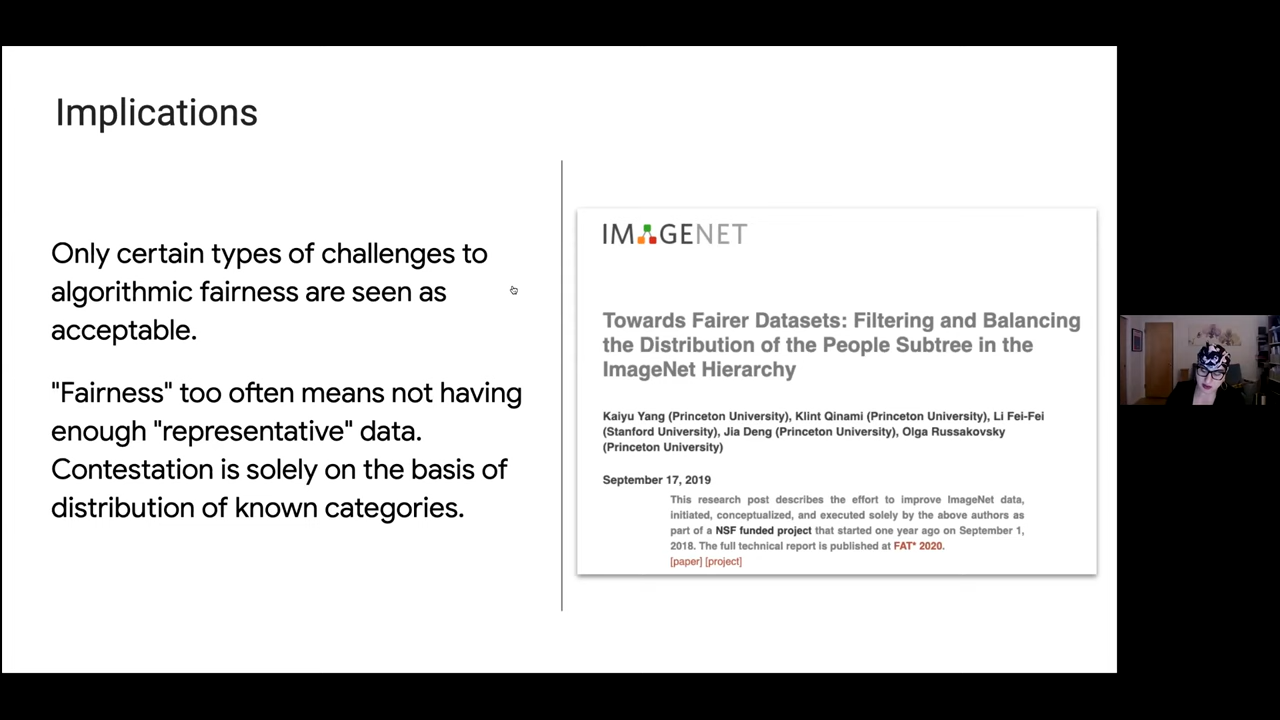 Implications
Only certain types of challenges to
algorithmic fairness are seen as
acceptable.
"Fairness" too often means not having
enough "representative" data.
Contestation is solely on the basis of
distribution of known categories.
IMAGENET
Towards Fairer Datasets: Filtering and Balancing
the Distribution of the People Subtree in the
ImageNet Hierarchy
Kaiyu Yang (Princeton University), Klint Qinami (Princeton University), Li Fei-Fei
(Stanford University), Jia Deng (Princeton University), Olga Russakovsky
(Princeton University)
September 17, 2019
This research post describes the effort to improve ImageNet data,
initiated, conceptualized, and executed solely by the above authors as
part of a NSF funded project that started one year ago on September 1,
2018. The full technical report is published at FAT* 2020.
[paper] [project]